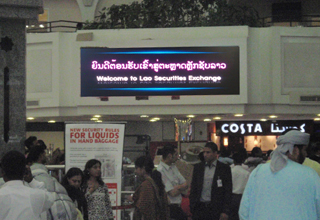 ຍິນດີຕ້ອນຮັບເຂົ້າສູ່ຕະຫຼາດຫຼັກຊັບລາວ
Welcome to Lao Securities Exchange
COSTA كوستا
NEW SECURITY RULES
FOR LIQUIDS
IN HAND BAGGAGE